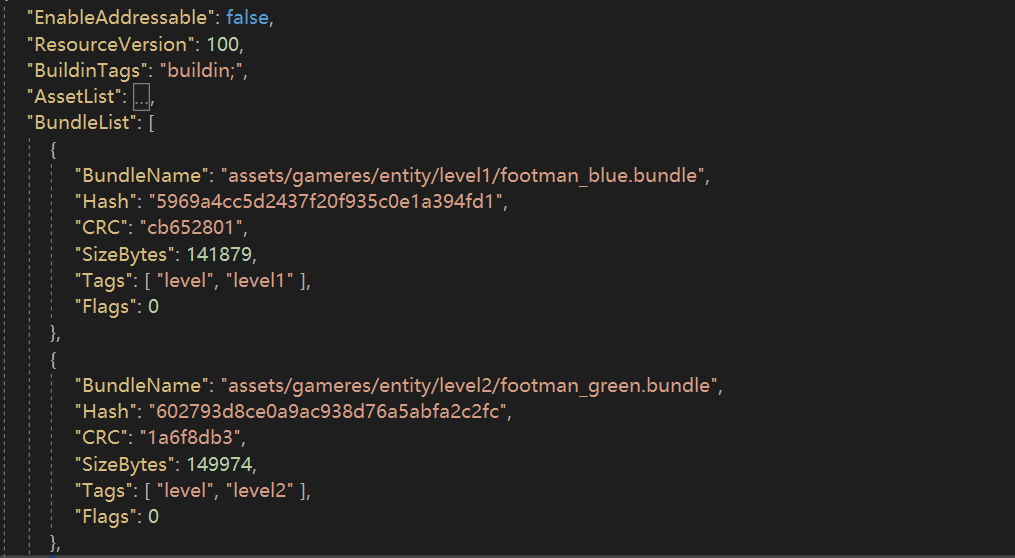 "EnableAddressable": false,
"ResourceVersion": 100,
"BuildinTags": "buildin;",
"AssetList": [...],
"BundleList": [
{
"BundleName": "assets/gameres/entity/level1/footman_blue.bundle",
"Hash": "5969a4cc5d2437f20f935c0e1a394fd1",
"CRC": "cb652801",
"SizeBytes": 141879,
"Tags": [ "level", "level1" ],
"Flags": 0
},
{
"BundleName": "assets/gameres/entity/level2/footman_green.bundle",
"Hash": "602793d8ce0a9ac938d76a5abfa2c2fc",
"CRC": "1a6f8db3",
"SizeBytes": 149974,
"Tags": [ "level", "level2" ],
"Flags": 0
},